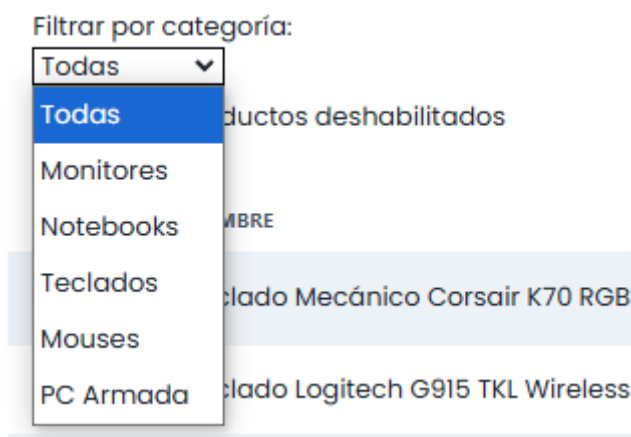 Filtrar por categoría:
Todas
Todas
ductos deshabilitados
Monitores
Notebooks
MBRE
Teclados
clado Mecánico Corsair K70 RGB
Mouses
PC Armada
clado Logitech G915 TKL Wireless